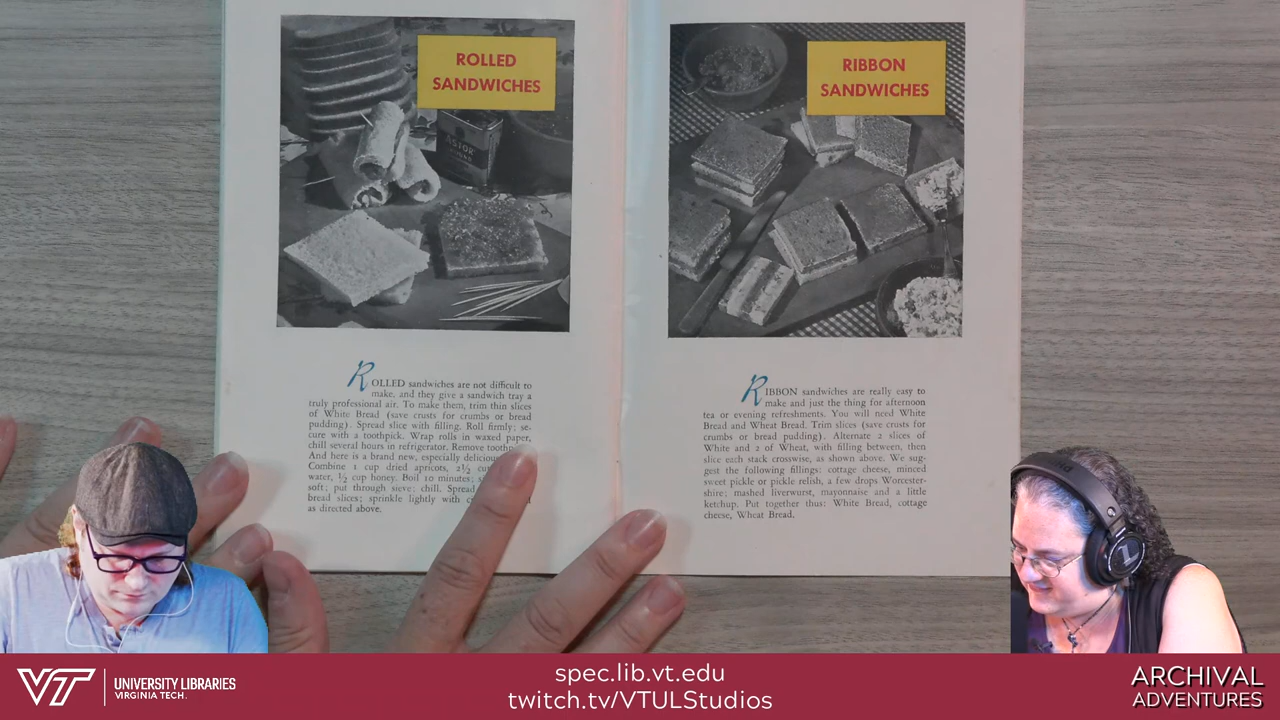 ROLLED
SANDWICHES
ROLLED sandwiches are not difficult to
make, and they give a sandwich tray a
truly professional air. To make them, trim thin slices
of White Bread (save crusts for crumbs or bread
pudding). Spread slice with filling. Roll firmly; se-
cure with a toothpick. Wrap rolls in waxed paper,
chill several hours in refrigerator. Remove
And here is a brand new, especially
Combine 1 cup dried apricots, 2½
water, ½ cup honey. Boil 10 minutes;
soft; put through sieve; chill. Spread
bread slices; sprinkle lightly with
as directed above.
RIBBON
SANDWICHES
RIBBON sandwiches are really easy to
make and just the thing for afternoon
tea or evening refreshments. You will need White
Bread and Wheat Bread. Trim slices (save crusts for
crumbs or bread pudding). Alternate 2 slices of
White and 2 of Wheat, with filling between, then
slice each stack crosswise, as shown above. We sug-
gest the following fillings: cottage cheese, minced
sweet pickle or pickle relish, a few drops Worcester-
shire; mashed liverwurst, mayonnaise and a little
ketchup. Put together thus: White Bread, cottage
cheese, Wheat Bread.
VT
UNIVERSITY LIBRARIES
VIRGINIA TECH.
spec.lib.vt.edu
twitch.tv/VTULStudios
ARCHIVAL
ADVENTURES